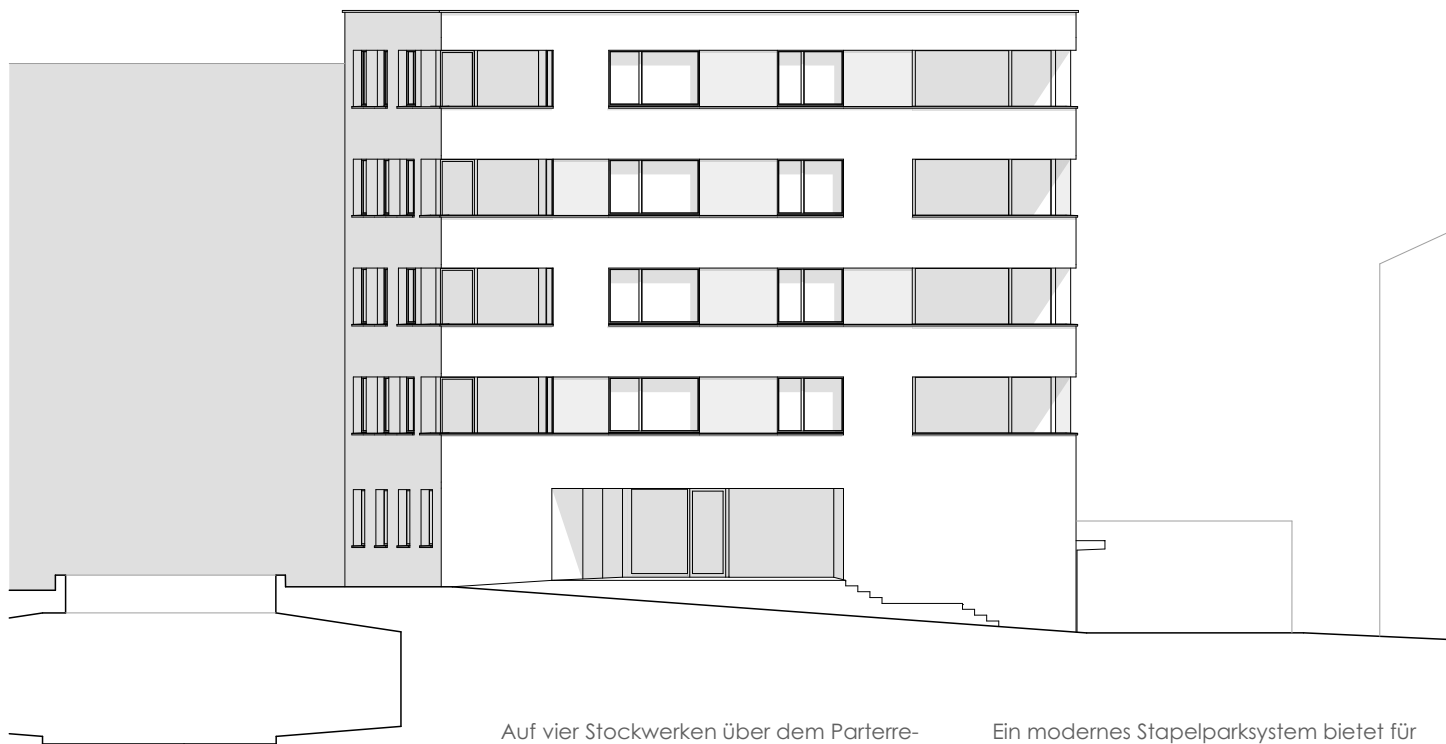 Auf vier Stockwerken über dem Parterre-
Ein modernes Stapelparksystem bietet für